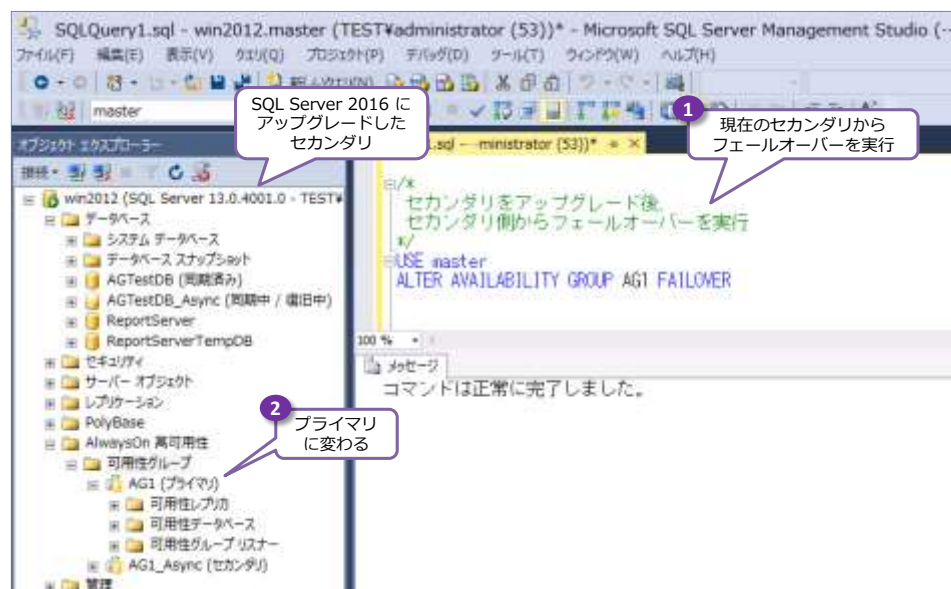 SQLQuery1.sql - win2012.master (TEST¥administrator (53))* - Microsoft SQL Server Management Studio (--
ファイル(F) 編集(E) 表示(V) クエリ(Q) プロジェクト(P) デバッグ(D) ツール(T) ウィンドウ(W) ヘルプ(H)
master
SQL Server 2016 に
アップグレードした
セカンダリ
1
現在のセカンダリから
フェールオーバーを実行
オブジェクト エクスプローラー
.sql -- ministrator (53))*
接続
win2012 (SQL Server 13.0.4001.0 - TEST¥
データベース
システム データベース
データベース スナップショット
AGTestDB (同期済み)
AGTestDB_Async (同期中 / 復旧中)
ReportServer
ReportServerTempDB
セキュリティ
サーバー オブジェクト
レプリケーション
PolyBase
AlwaysOn 高可用性
可用性グループ
AG1 (プライマリ)
可用性レプリカ
可用性データベース
可用性グループ リスナー
AG1_Async (セカンダリ)
管理
2
プライマリ
に変わる
/*
セカンダリをアップグレード後、
セカンダリ側からフェールオーバーを実行
*/
USE master
ALTER AVAILABILITY GROUP AG1 FAILOVER
100 %
メッセージ
コマンドは正常に完了しました。